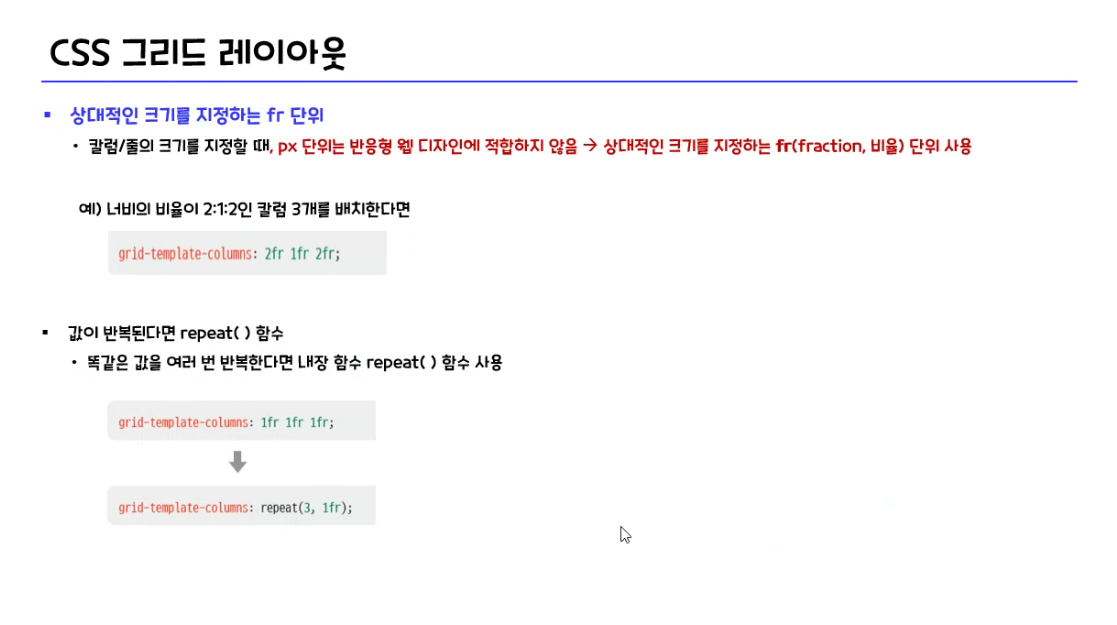 CSS 그리드 레이아웃
▪ 상대적인 크기를 지정하는 fr 단위
• 칼럼/줄의 크기를 지정할 때, px 단위는 반응형 웹 디자인에 적합하지 않음 → 상대적인 크기를 지정하는 fr(fraction, 비율) 단위 사용
예) 너비의 비율이 2:1:2인 칼럼 3개를 배치한다면
grid-template-columns: 2fr 1fr 2fr;
▪ 값이 반복된다면 repeat( ) 함수
• 똑같은 값을 여러 번 반복한다면 내장 함수 repeat( ) 함수 사용
grid-template-columns: 1fr 1fr 1fr;
grid-template-columns: repeat(3, 1fr);